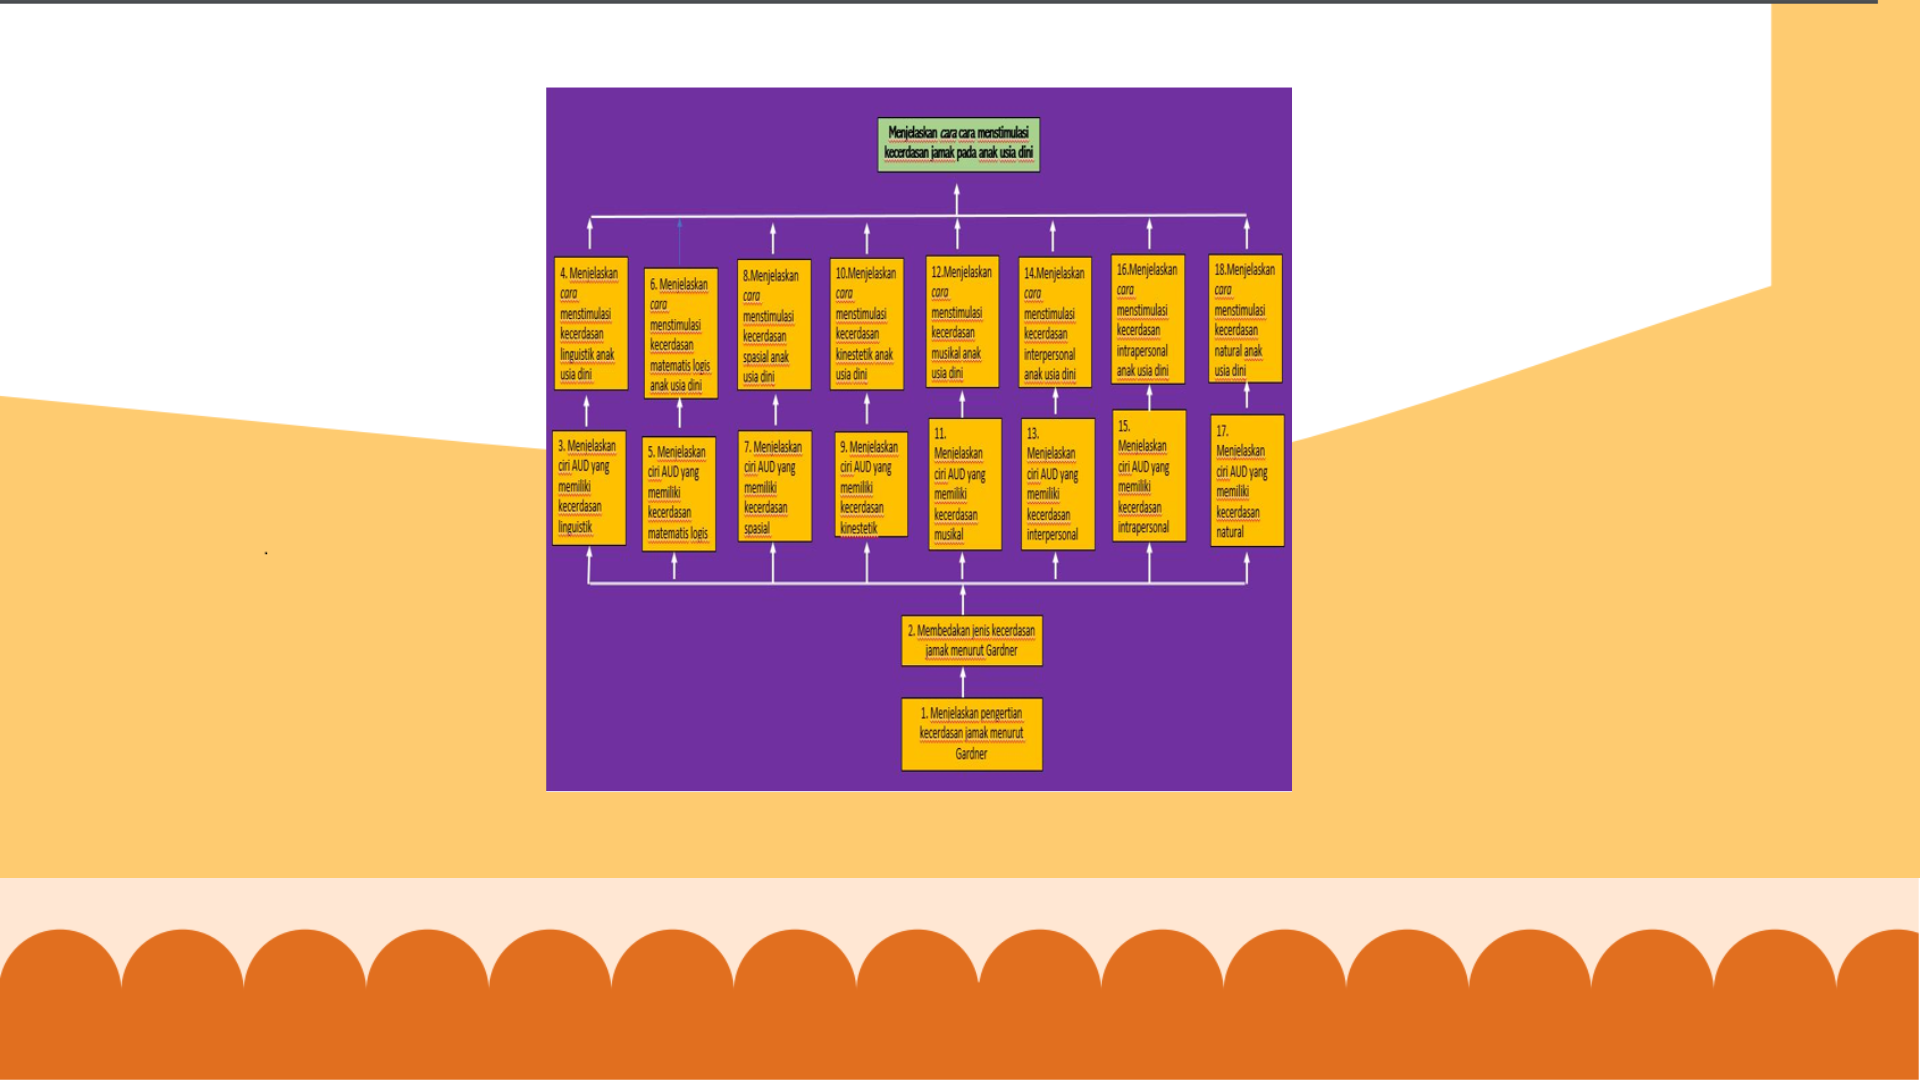 Menjelaskan cara cara menstimulasi
kecerdasan jamak pada anak usia dini
4. Menjelaskan
cara
menstimulasi
kecerdasan
linguistik anak
usia dini
6. Menjelaskan
cara
menstimulasi
kecerdasan
matematis logis
anak usia dini
8.Menjelaskan
cara
menstimulasi
kecerdasan
spasial anak
usia dini
10.Menjelaskan
cara
menstimulasi
kecerdasan
kinestetik anak
usia dini
12.Menjelaskan
cara
menstimulasi
kecerdasan
musikal anak
usia dini
14.Menjelaskan
cara
menstimulasi
kecerdasan
interpersonal
anak usia dini
16.Menjelaskan
cara
menstimulasi
kecerdasan
intrapersonal
anak usia dini
18.Menjelaskan
cara
menstimulasi
kecerdasan
natural anak
usia dini
3. Menjelaskan
ciri AUD yang
memiliki
kecerdasan
linguistik
5. Menjelaskan
ciri AUD yang
memiliki
kecerdasan
matematis logis
7. Menjelaskan
ciri AUD yang
memiliki
kecerdasan
spasial
9. Menjelaskan
ciri AUD yang
memiliki
kecerdasan
kinestetik
11.
Menjelaskan
ciri AUD yang
memiliki
kecerdasan
musikal
13.
Menjelaskan
ciri AUD yang
memiliki
kecerdasan
interpersonal
15.
Menjelaskan
ciri AUD yang
memiliki
kecerdasan
intrapersonal
17.
Menjelaskan
ciri AUD yang
memiliki
kecerdasan
natural
2. Membedakan jenis kecerdasan
jamak menurut Gardner
1. Menjelaskan pengertian
kecerdasan jamak menurut
Gardner
.